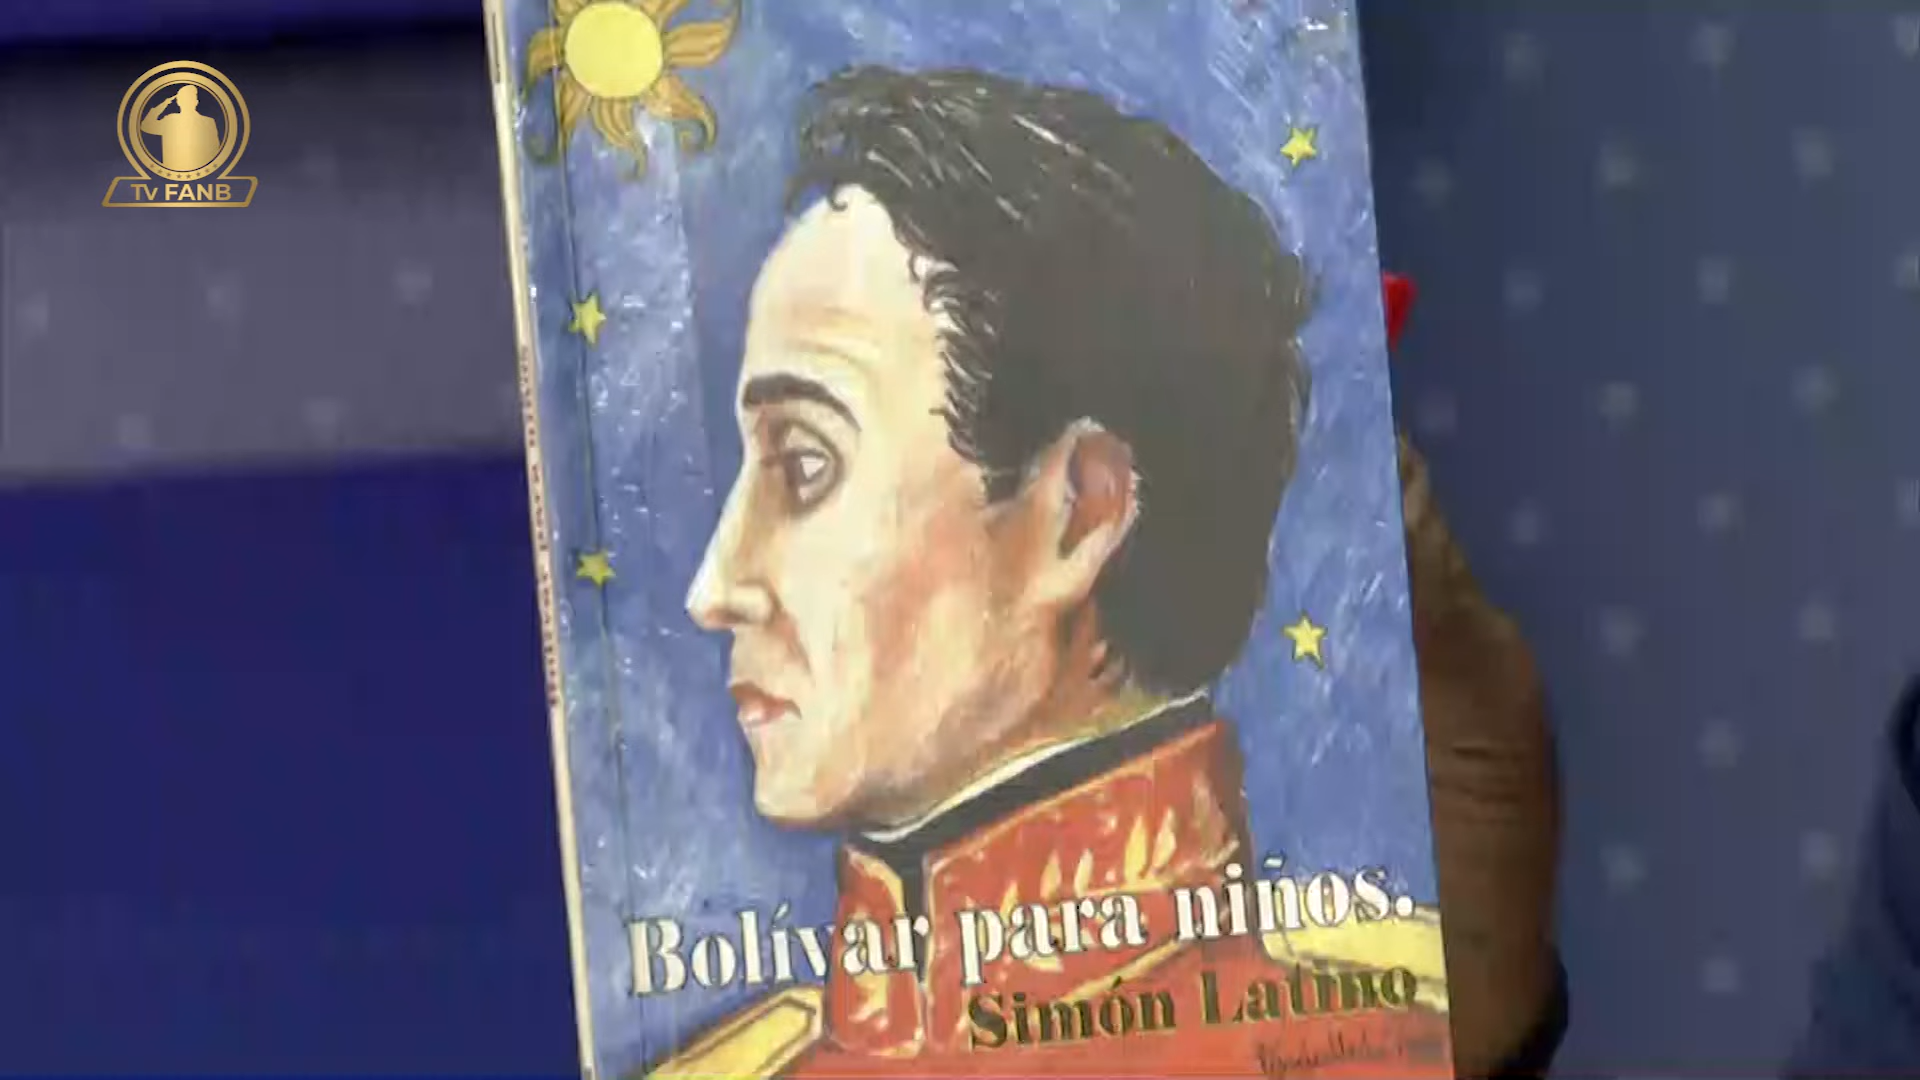 Tv FANB
Bolívar para niños
Bolívar para niños.
Simón Latino